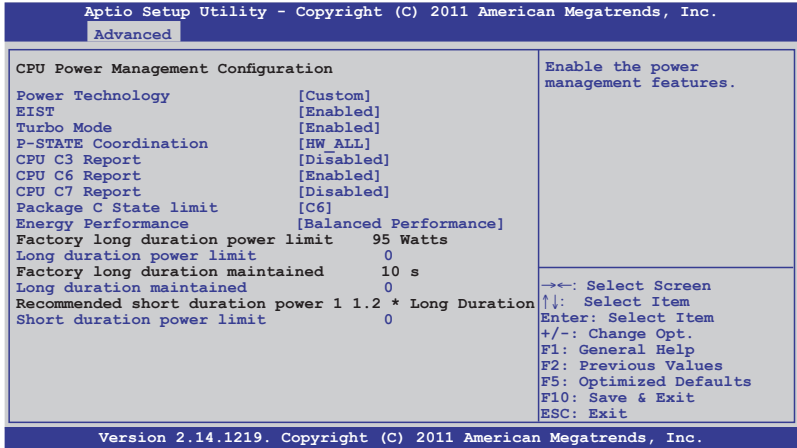 Aptio Setup Utility - Copyright (C) 2011 American Megatrends, Inc.
Advanced
CPU Power Management Configuration
Power Technology [Custom]
EIST [Enabled]
Turbo Mode [Enabled]
P-STATE Coordination [HW_ALL]
CPU C3 Report [Disabled]
CPU C6 Report [Enabled]
CPU C7 Report [Disabled]
Package C State limit [C6]
Energy Performance [Balanced Performance]
Factory long duration power limit 95 Watts
Long duration power limit 0
Factory long duration maintained 10 s
Long duration maintained 0
Recommended short duration power 1 1.2 * Long Duration
Short duration power limit 0
Enable the power
management features.
→←: Select Screen
↑↓: Select Item
Enter: Select Item
+/-: Change Opt.
F1: General Help
F2: Previous Values
F5: Optimized Defaults
F10: Save & Exit
ESC: Exit
Version 2.14.1219. Copyright (C) 2011 American Megatrends, Inc.